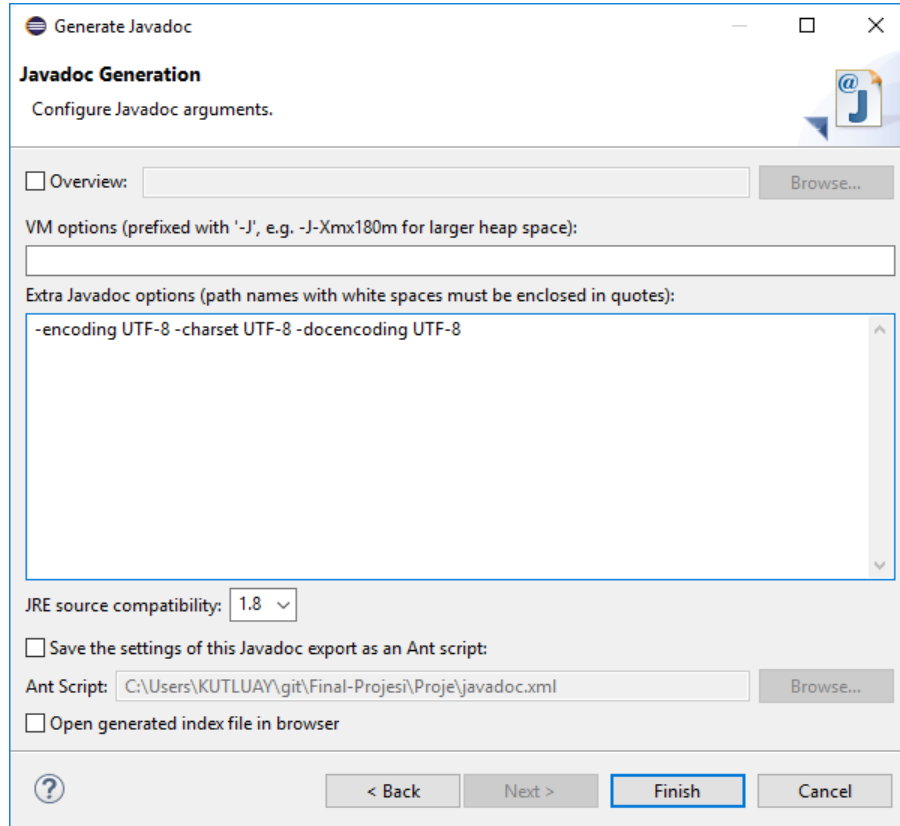 Generate Javadoc
Javadoc Generation
Configure Javadoc arguments.
@J
Overview: Browse...
VM options (prefixed with '-J', e.g. -J-Xmx180m for larger heap space):
Extra Javadoc options (path names with white spaces must be enclosed in quotes):
-encoding UTF-8 -charset UTF-8 -docencoding UTF-8
JRE source compatibility: 1.8
Save the settings of this Javadoc export as an Ant script:
Ant Script: C:\Users\KUTLUAY\git\Final-Projesi\Proje\javadoc.xml Browse...
Open generated index file in browser
? < Back Next > Finish Cancel